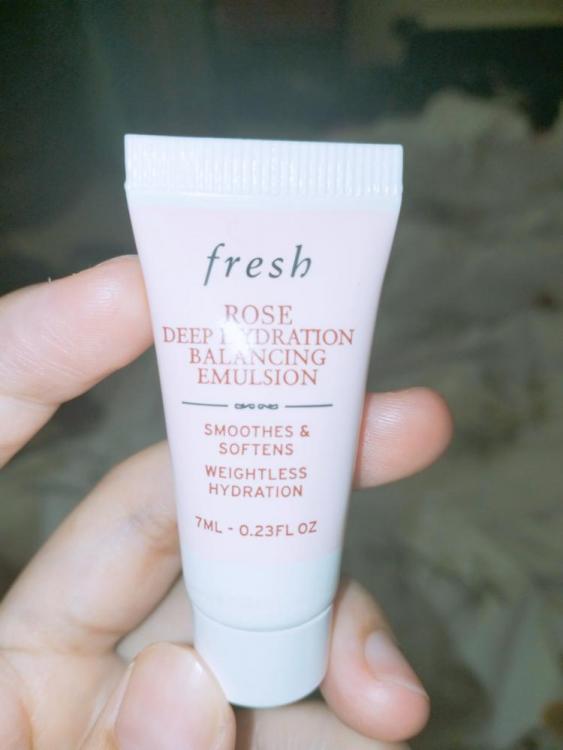 fresh
ROSE
DEEP HYDRATION
BALANCING
EMULSION
SMOOTHES &
SOFTENS
WEIGHTLESS
HYDRATION
7ML - 0.23FL OZ